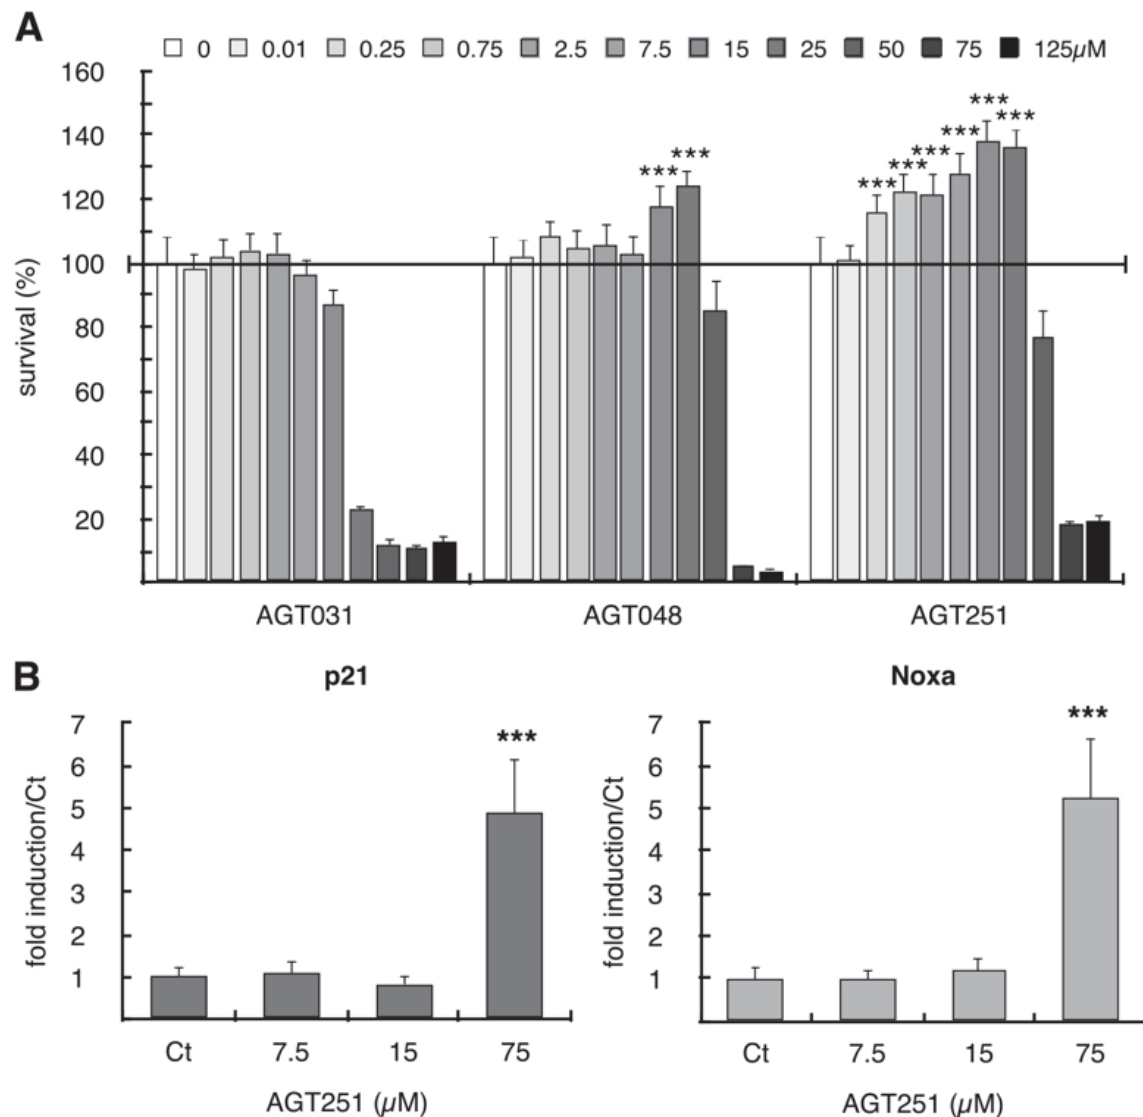 A
0 0.01 0.25 0.75 2.5 7.5 15 25 50 75 125µM
160
140
120
100
80
60
40
20
survival (%)
*** ***
*** *** *** *** *** ***
AGT031 AGT048 AGT251
B
p21
7
6
5
4
3
2
1
fold induction/Ct
***
Ct 7.5 15 75
AGT251 (µM)
Noxa
7
6
5
4
3
2
1
fold induction/Ct
***
Ct 7.5 15 75
AGT251 (µM)